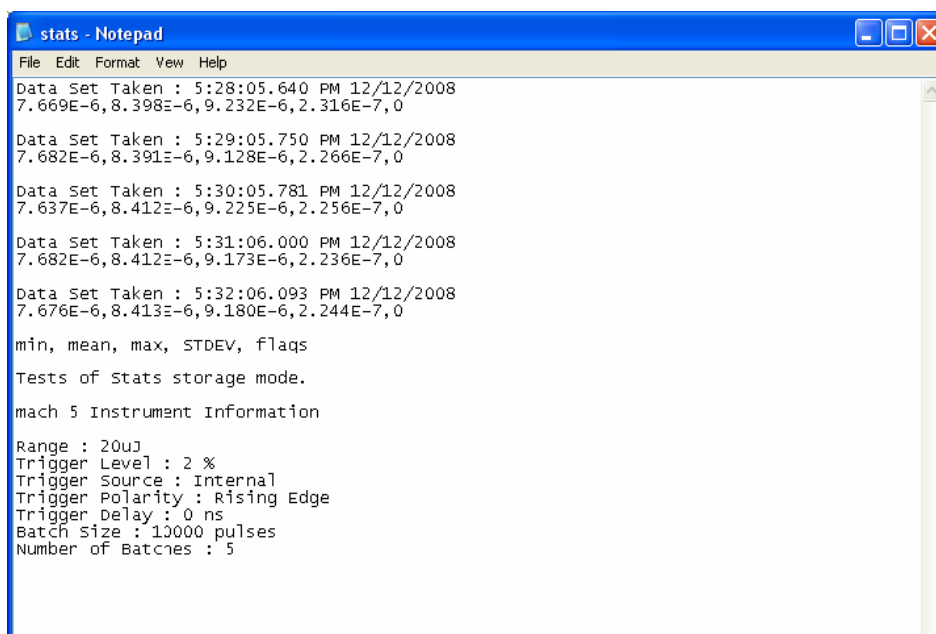 stats - Notepad
File Edit Format View Help
Data Set Taken : 5:28:05.640 PM 12/12/2008
7.669E-6,8.398E-6,9.232E-6,2.316E-7,0
Data Set Taken : 5:29:05.750 PM 12/12/2008
7.682E-6,8.391E-6,9.128E-6,2.266E-7,0
Data Set Taken : 5:30:05.781 PM 12/12/2008
7.637E-6,8.412E-6,9.225E-6,2.256E-7,0
Data Set Taken : 5:31:06.000 PM 12/12/2008
7.682E-6,8.412E-6,9.173E-6,2.236E-7,0
Data Set Taken : 5:32:06.093 PM 12/12/2008
7.676E-6,8.413E-6,9.180E-6,2.244E-7,0
min, mean, max, STDEV, flags
Tests of Stats storage mode.
mach 5 Instrument Information
Range : 20uJ
Trigger Level : 2 %
Trigger Source : Internal
Trigger Polarity : Rising Edge
Trigger Delay : 0 ns
Batch Size : 10000 pulses
Number of Batches : 5